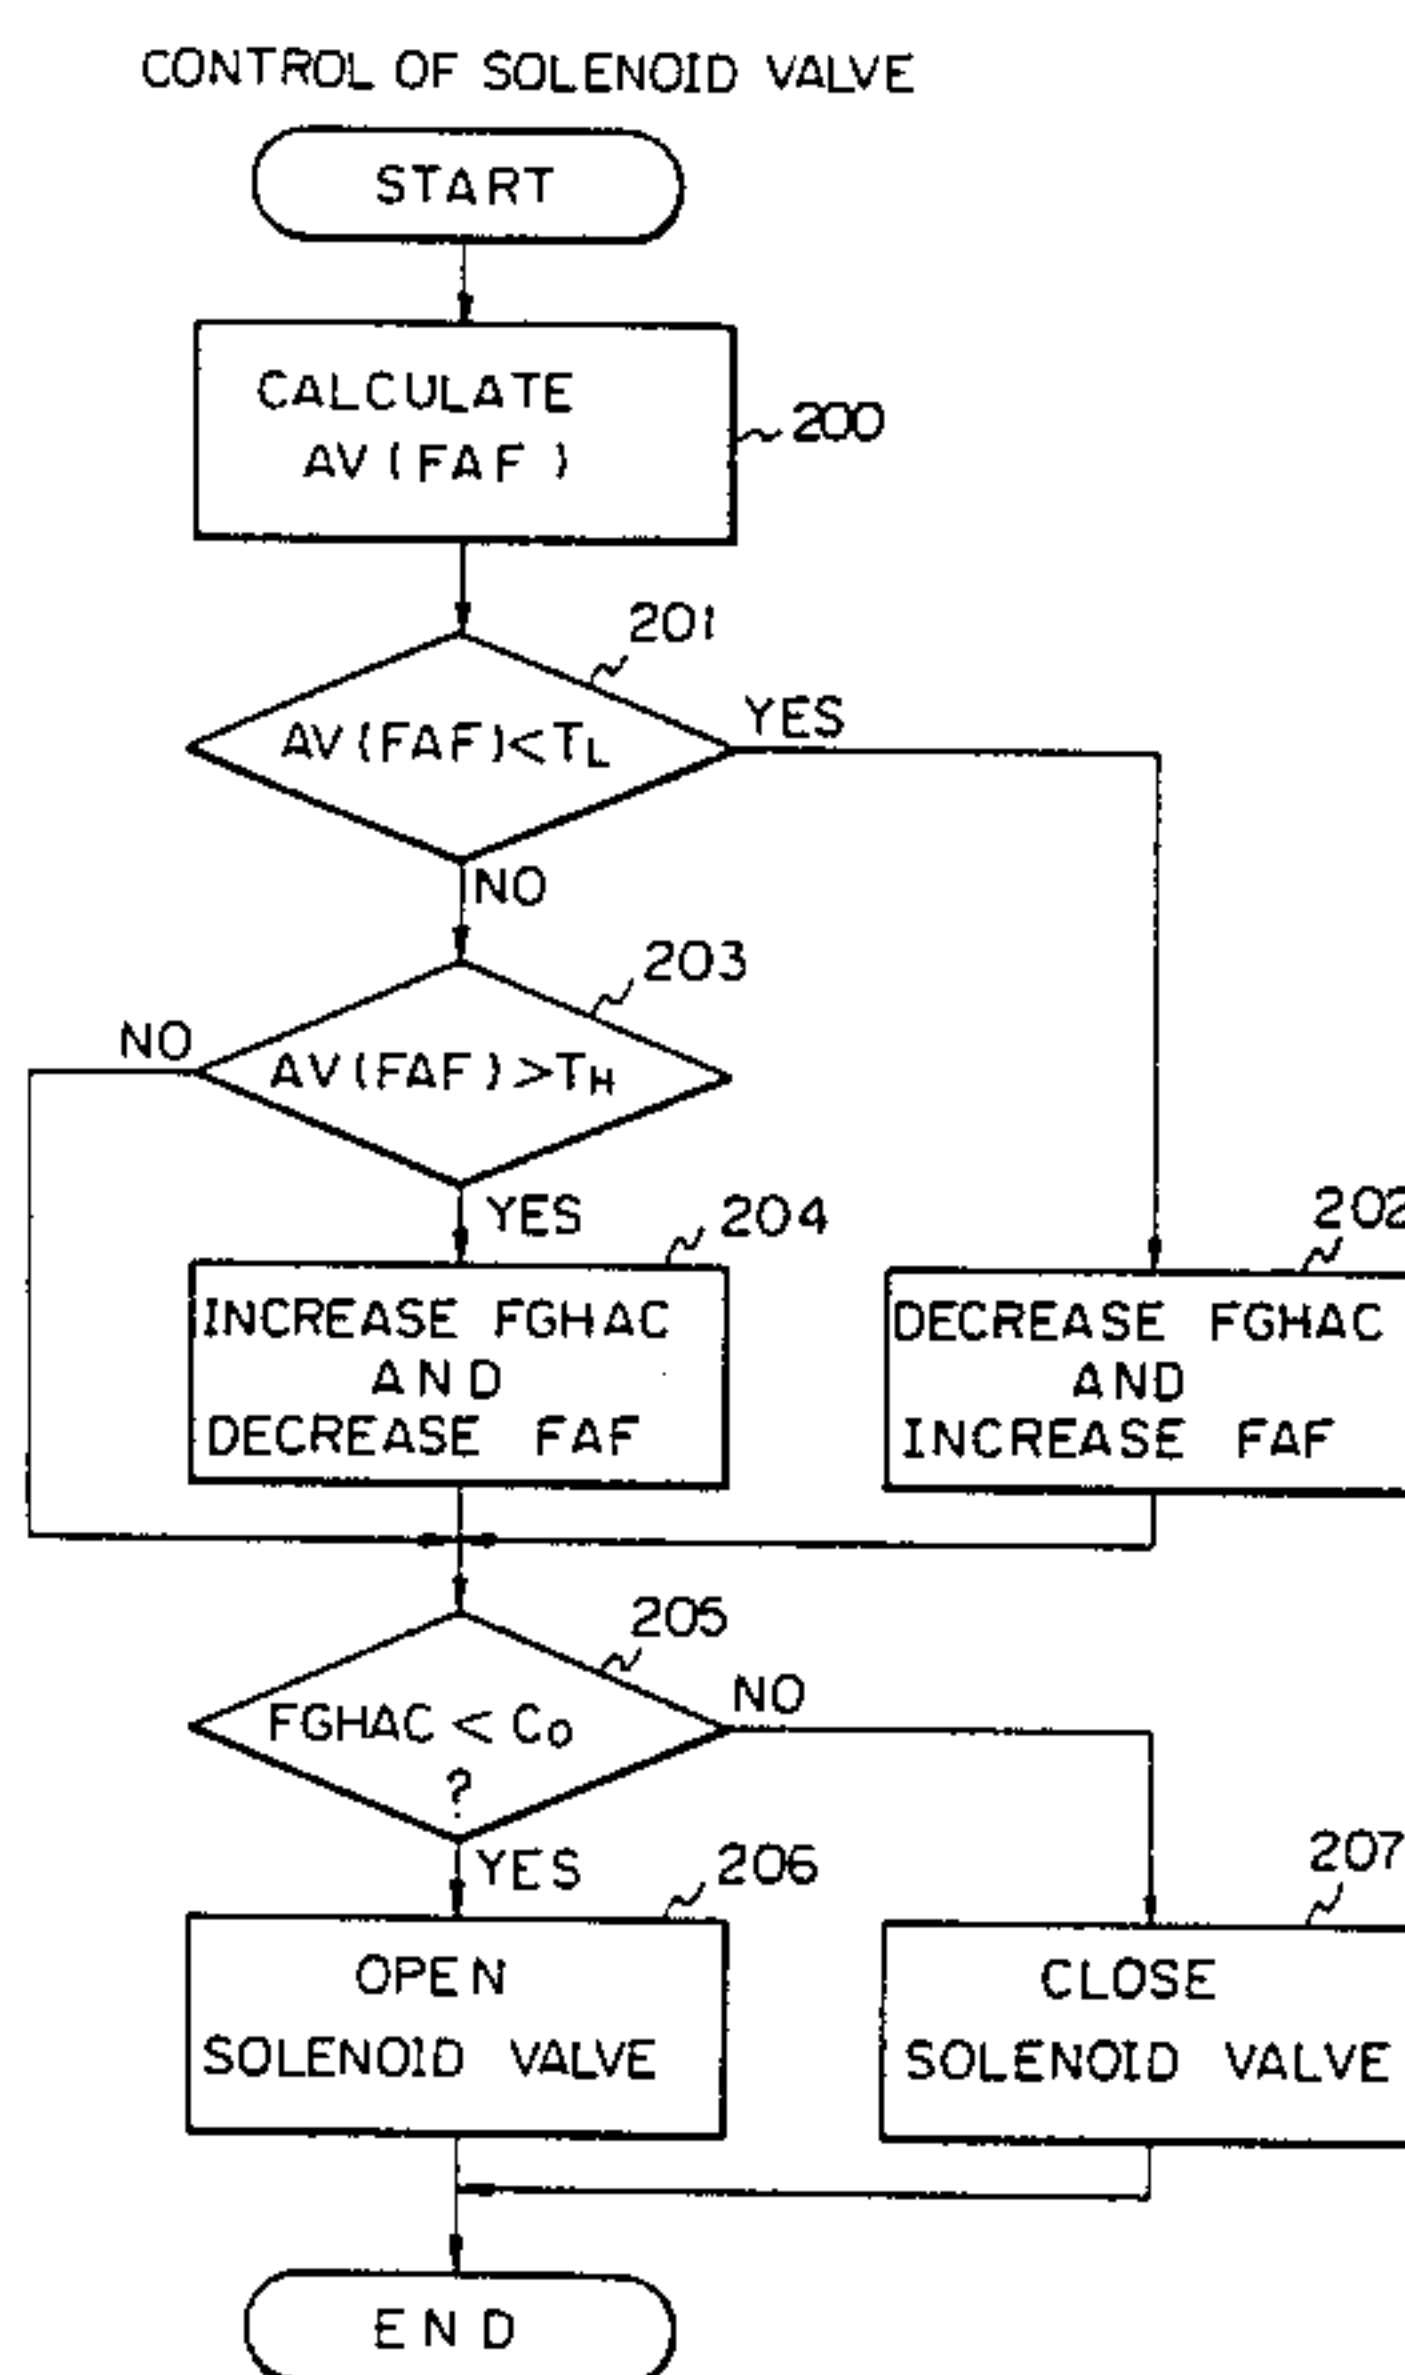 CONTROL OF SOLENOID VALVE
START
CALCULATE
AV(FAF)
200
201
AV(FAF)<TL
YES
NO
203
NO
AV(FAF)>TH
YES
204
202
INCREASE FGHAC
AND
DECREASE FAF
DECREASE FGHAC
AND
INCREASE FAF
205
FGHAC < Co
?
NO
YES
206
207
OPEN
SOLENOID VALVE
CLOSE
SOLENOID VALVE
END